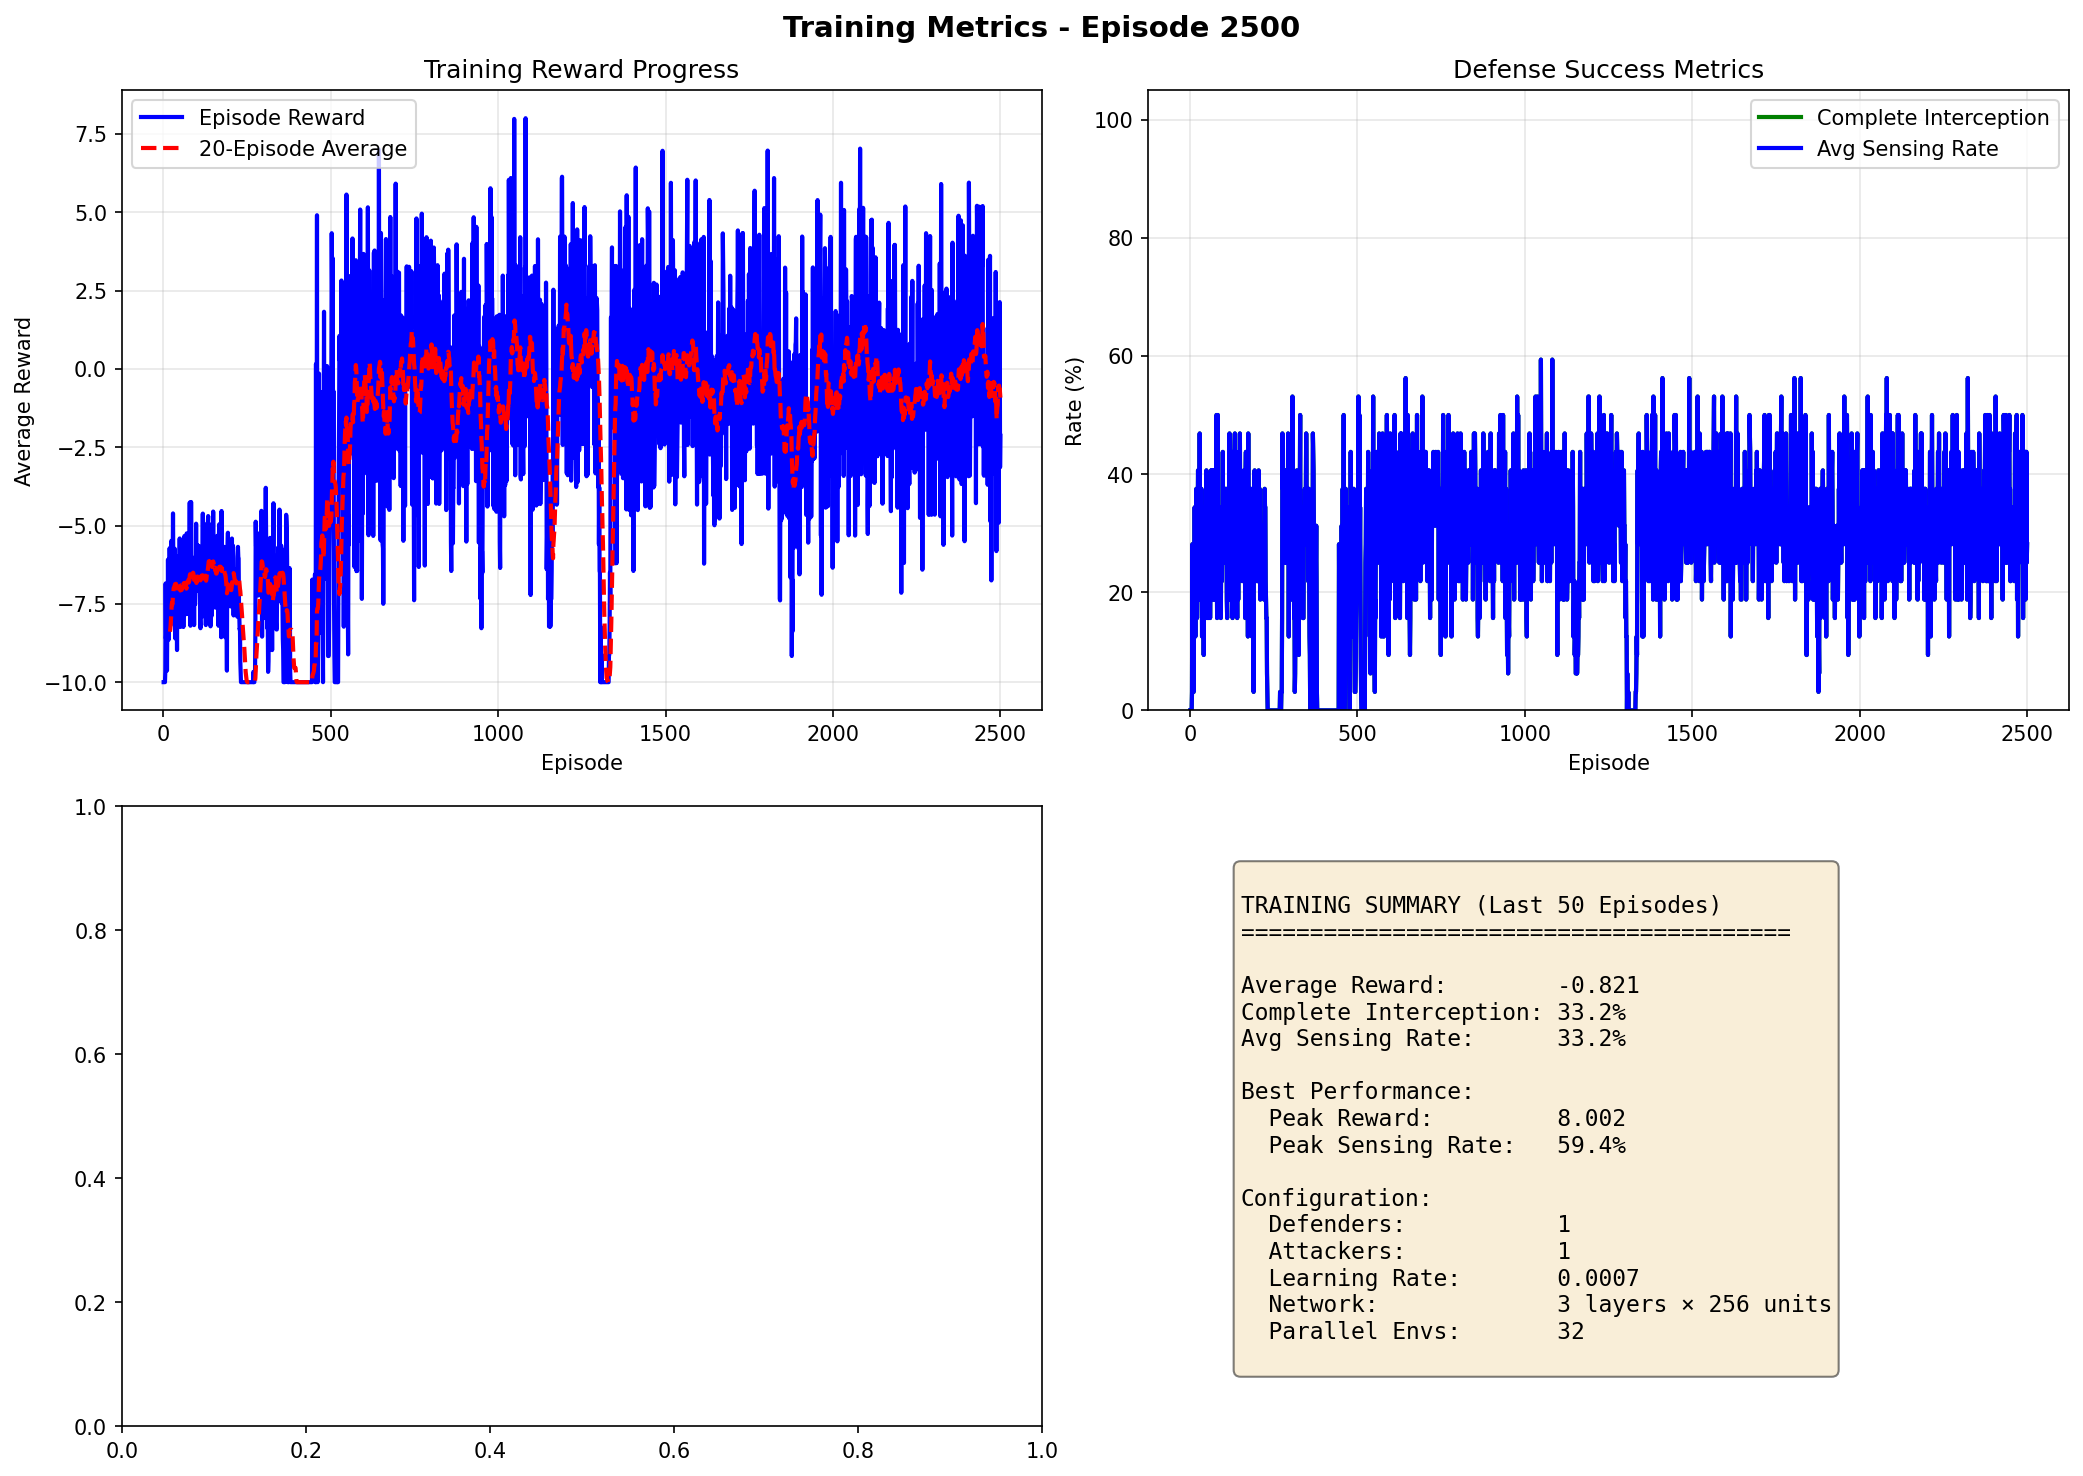 Training Metrics - Episode 2500
Training Reward Progress
Episode Reward
20-Episode Average
7.5
5.0
2.5
0.0
−2.5
−5.0
−7.5
−10.0
Average Reward
0 500 1000 1500 2000 2500
Episode
Defense Success Metrics
Complete Interception
Avg Sensing Rate
100
80
60
40
20
0
Rate (%)
0 500 1000 1500 2000 2500
Episode
1.0
0.8
0.6
0.4
0.2
0.0
0.0 0.2 0.4 0.6 0.8 1.0
TRAINING SUMMARY (Last 50 Episodes)
========================================
Average Reward: -0.821
Complete Interception: 33.2%
Avg Sensing Rate: 33.2%
Best Performance:
Peak Reward: 8.002
Peak Sensing Rate: 59.4%
Configuration:
Defenders: 1
Attackers: 1
Learning Rate: 0.0007
Network: 3 layers × 256 units
Parallel Envs: 32